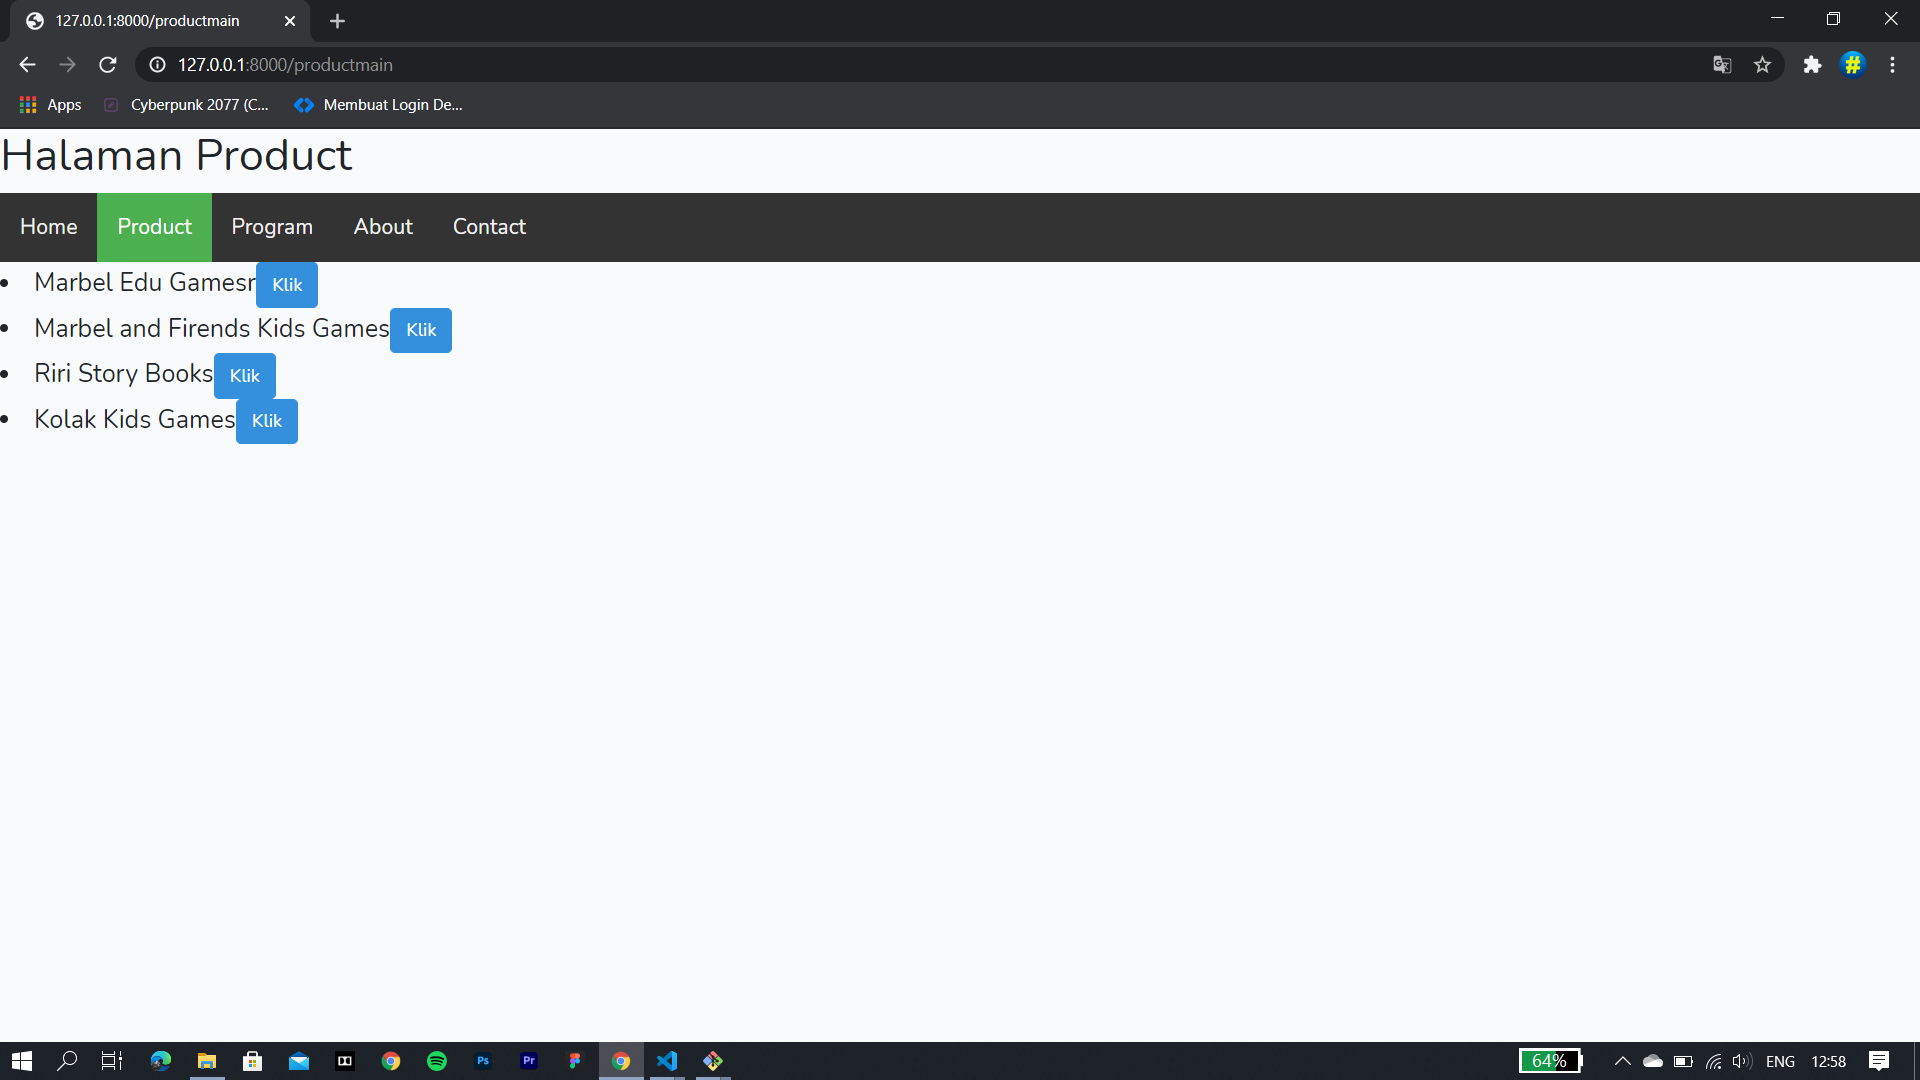 127.0.0.1:8000/productmain
127.0.0.1:8000/productmain
Apps Cyberpunk 2077 (C... Membuat Login De...
Halaman Product
Home Product Program About Contact
Marbel Edu Gamesr Klik
Marbel and Firends Kids Games Klik
Riri Story Books Klik
Kolak Kids Games Klik
Ps Pr 64% ENG 12:58